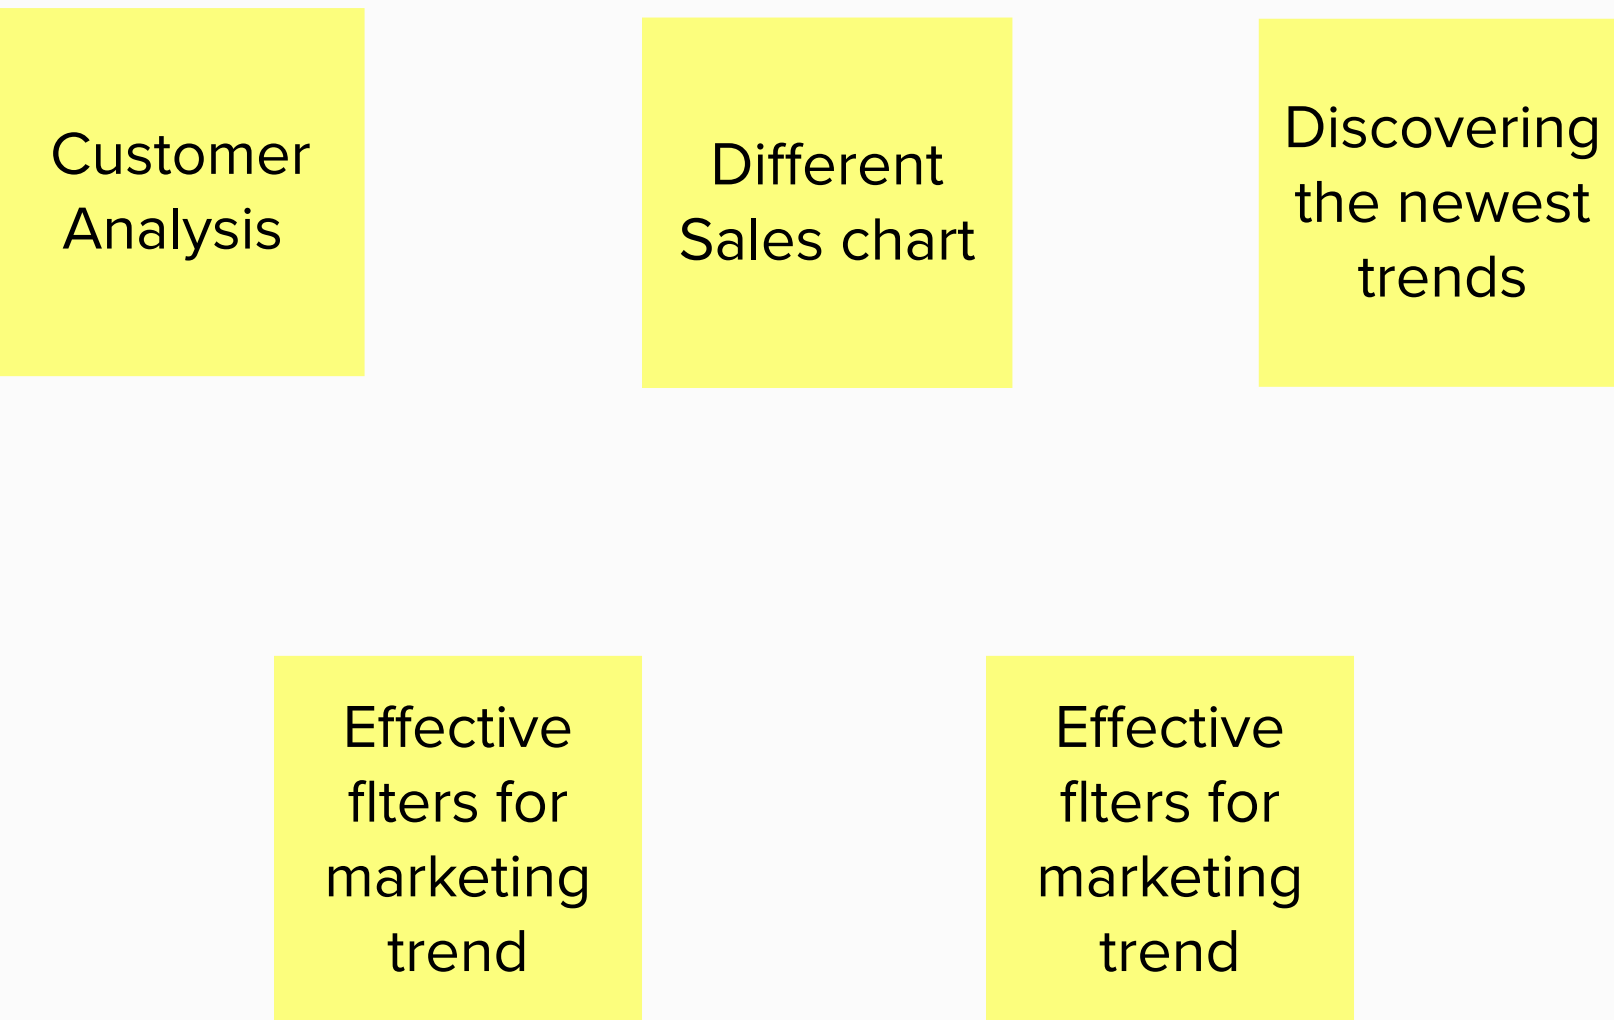 Customer
Analysis
Different
Sales chart
Discovering
the newest
trends
Effective
flters for
marketing
trend
Effective
flters for
marketing
trend